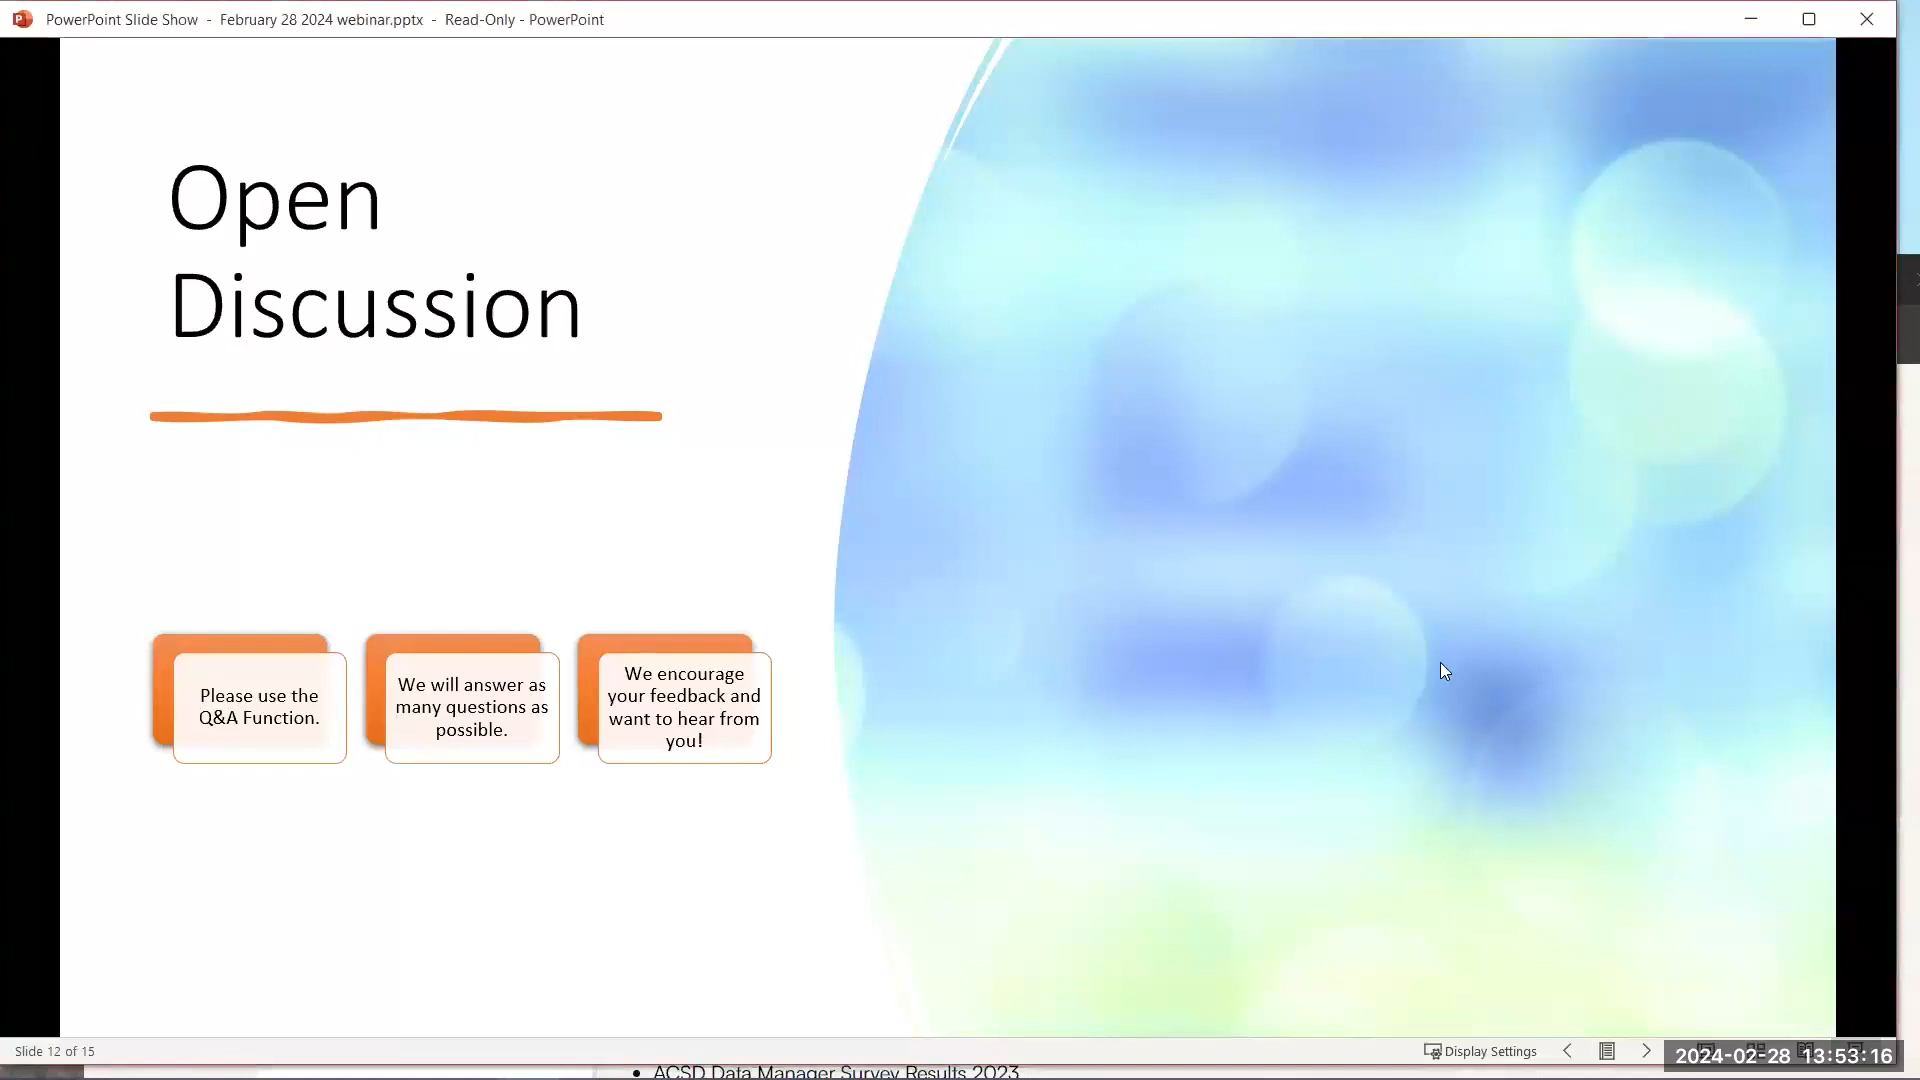 PowerPoint Slide Show - February 28 2024 webinar.pptx - Read-Only - PowerPoint
Open
Discussion
Please use the
Q&A Function.
We will answer as
many questions as
possible.
We encourage
your feedback and
want to hear from
you!
Slide 12 of 15
Display Settings
2024-02-28 13:53:16
• ACSD Data Manager Survey Results 2023